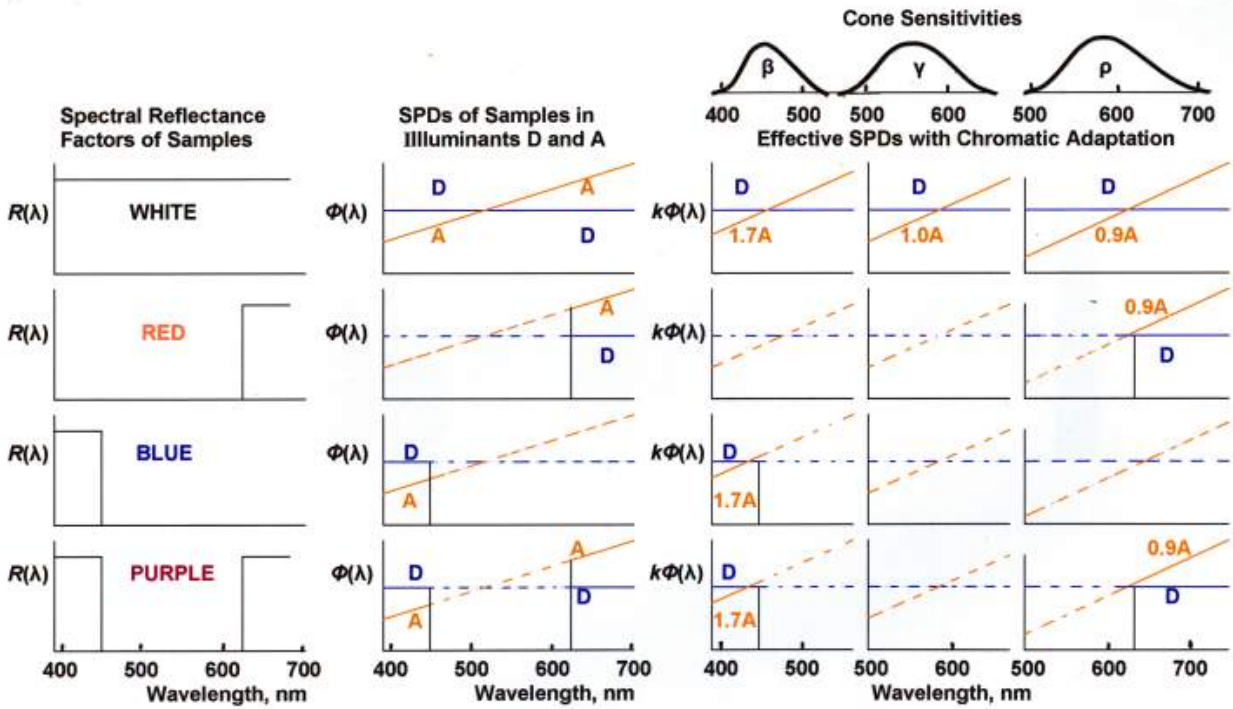 Cone Sensitivities
β γ ρ
400 500 500 600 500 600 700
Spectral Reflectance
Factors of Samples
SPDs of Samples in
IIlluminants D and A
Effective SPDs with Chromatic Adaptation
R(λ) WHITE Φ(λ) D A A D kΦ(λ) D 1.7A D 1.0A D 0.9A
R(λ) RED Φ(λ) A D kΦ(λ) 0.9A D
R(λ) BLUE Φ(λ) D A kΦ(λ) D 1.7A
R(λ) PURPLE Φ(λ) D A A D kΦ(λ) D 1.7A 0.9A D
400 500 600 700 400 500 600 700 400 500 500 600 500 600 700
Wavelength, nm Wavelength, nm Wavelength, nm